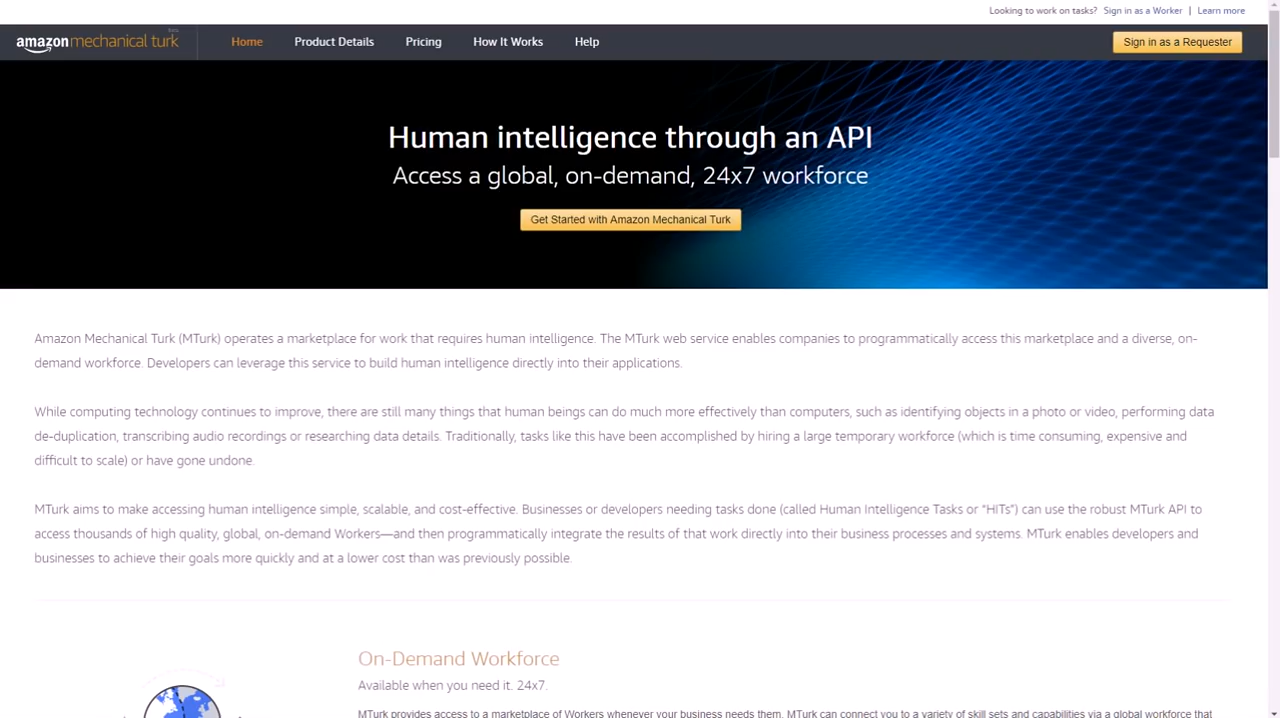 Looking to work on tasks? Sign in as a Worker | Learn more
beta
amazon mechanical turk
Home Product Details Pricing How It Works Help
Sign in as a Requester
Human intelligence through an API
Access a global, on-demand, 24x7 workforce
Get Started with Amazon Mechanical Turk
Amazon Mechanical Turk (MTurk) operates a marketplace for work that requires human intelligence. The MTurk web service enables companies to programmatically access this marketplace and a diverse, on-
demand workforce. Developers can leverage this service to build human intelligence directly into their applications.
While computing technology continues to improve, there are still many things that human beings can do much more effectively than computers, such as identifying objects in a photo or video, performing data
de-duplication, transcribing audio recordings or researching data details. Traditionally, tasks like this have been accomplished by hiring a large temporary workforce (which is time consuming, expensive and
difficult to scale) or have gone undone.
MTurk aims to make accessing human intelligence simple, scalable, and cost-effective. Businesses or developers needing tasks done (called Human Intelligence Tasks or “HITs”) can use the robust MTurk API to
access thousands of high quality, global, on-demand Workers—and then programmatically integrate the results of that work directly into their business processes and systems. MTurk enables developers and
businesses to achieve their goals more quickly and at a lower cost than was previously possible.
On-Demand Workforce
Available when you need it. 24x7.
MTurk provides access to a marketplace of Workers whenever your business needs them. MTurk can connect you to a variety of skill sets and capabilities via a global workforce that